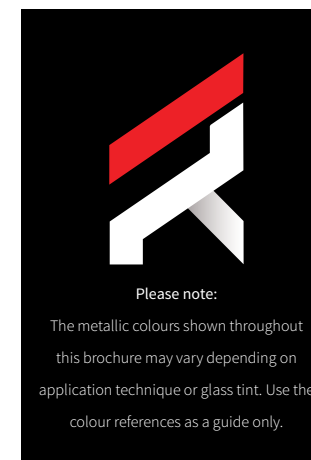 Please note:
The metallic colours shown throughout
this brochure may vary depending on
application technique or glass tint. Use the
colour references as a guide only.